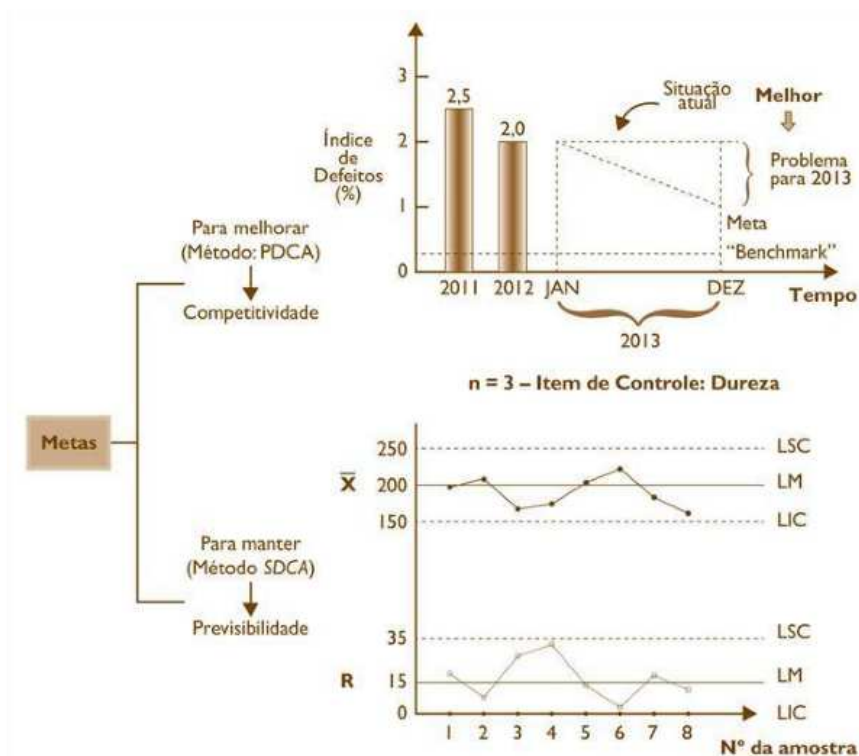 3
2,5
Situação
atual
Melhor
2,0
2
Índice
de
Defeitos
(%)
Problema
para 2013
1
Meta
"Benchmark"
0
2011
2012
JAN
DEZ
Tempo
2013
Para melhorar
(Método: PDCA)
Competitividade
Metas
Para manter
(Método SDCA)
Previsibilidade
n = 3 – Item de Controle: Dureza
250
LSC
X̅
200
LM
150
LIC
35
LSC
R
15
LM
0
LIC
1 2 3 4 5 6 7 8
Nº da amostra